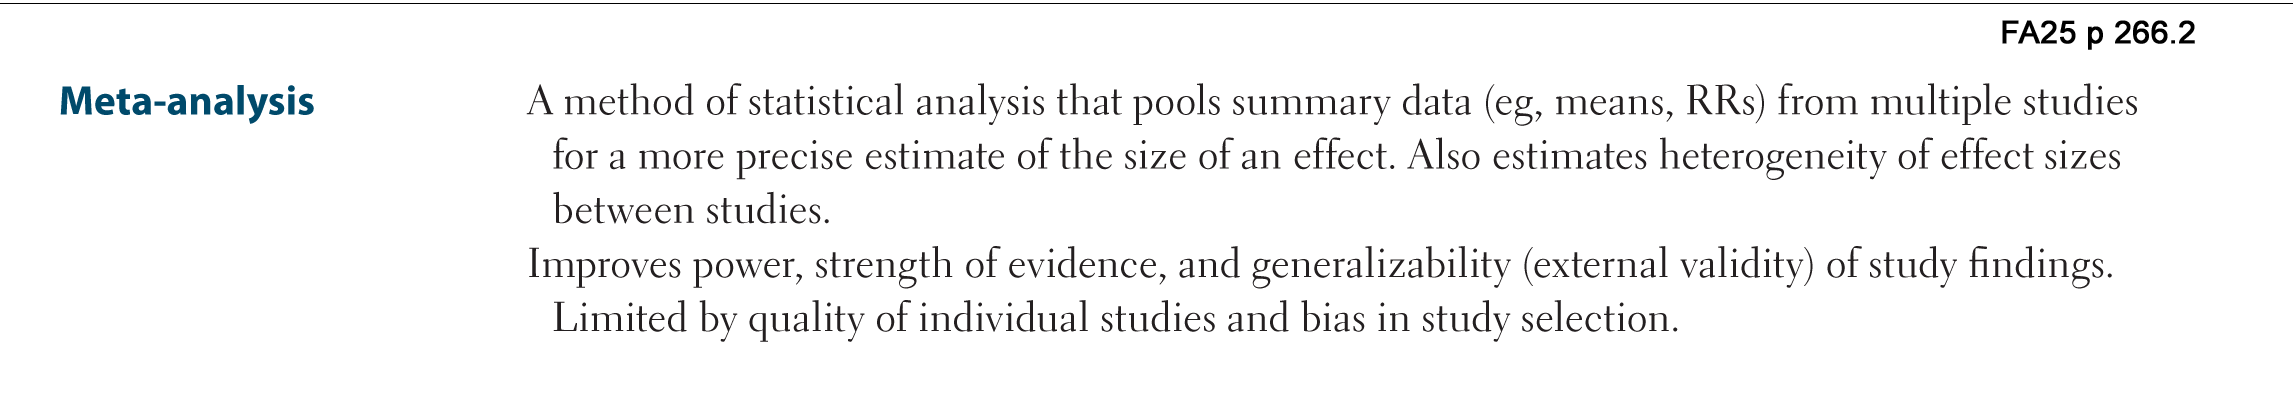 FA25 p 266.2
Meta-analysis
A method of statistical analysis that pools summary data (eg, means, RRs) from multiple studies
for a more precise estimate of the size of an effect. Also estimates heterogeneity of effect sizes
between studies.
Improves power, strength of evidence, and generalizability (external validity) of study findings.
Limited by quality of individual studies and bias in study selection.